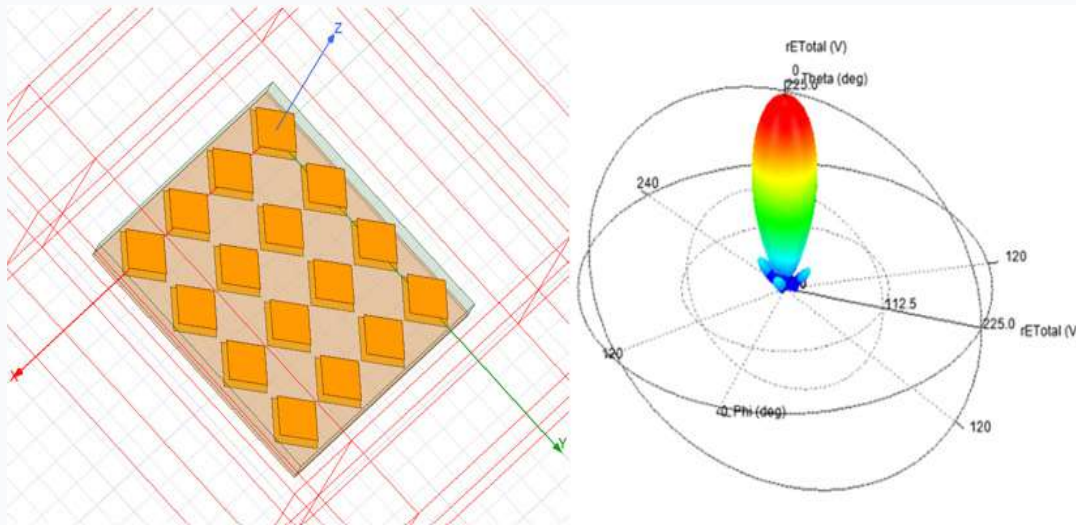 Z
X
Y
rETotal (V)
0
Theta (deg)
225.0
240
120
112.5
225.0
rETotal (V
120
0 Phi (deg)
120